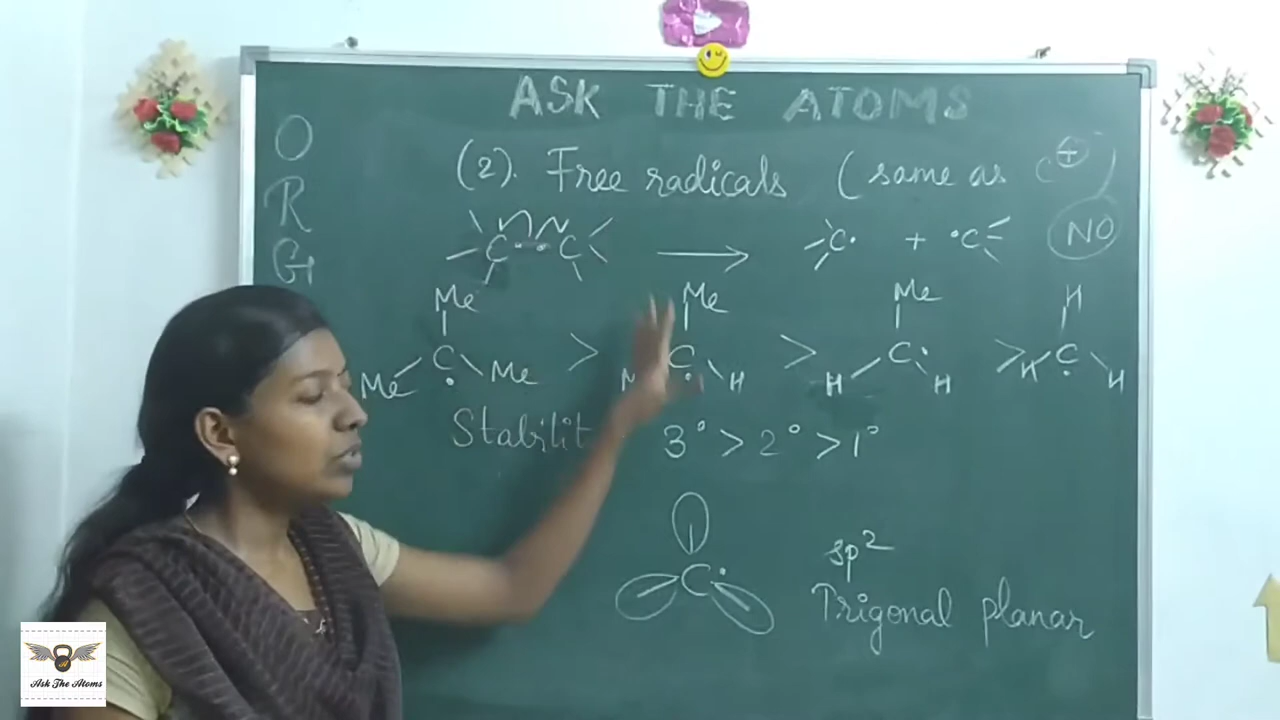 ASK THE ATOMS
O
R
G
(2). Free radicals (same as C⊕)
C C → C· + ·C NO
Me Me Me H
C· > C· > C· > C·
Me Me H H H H H
Stabilit 3° > 2° > 1°
C·
sp²
Trigonal planar
Ask The Atoms